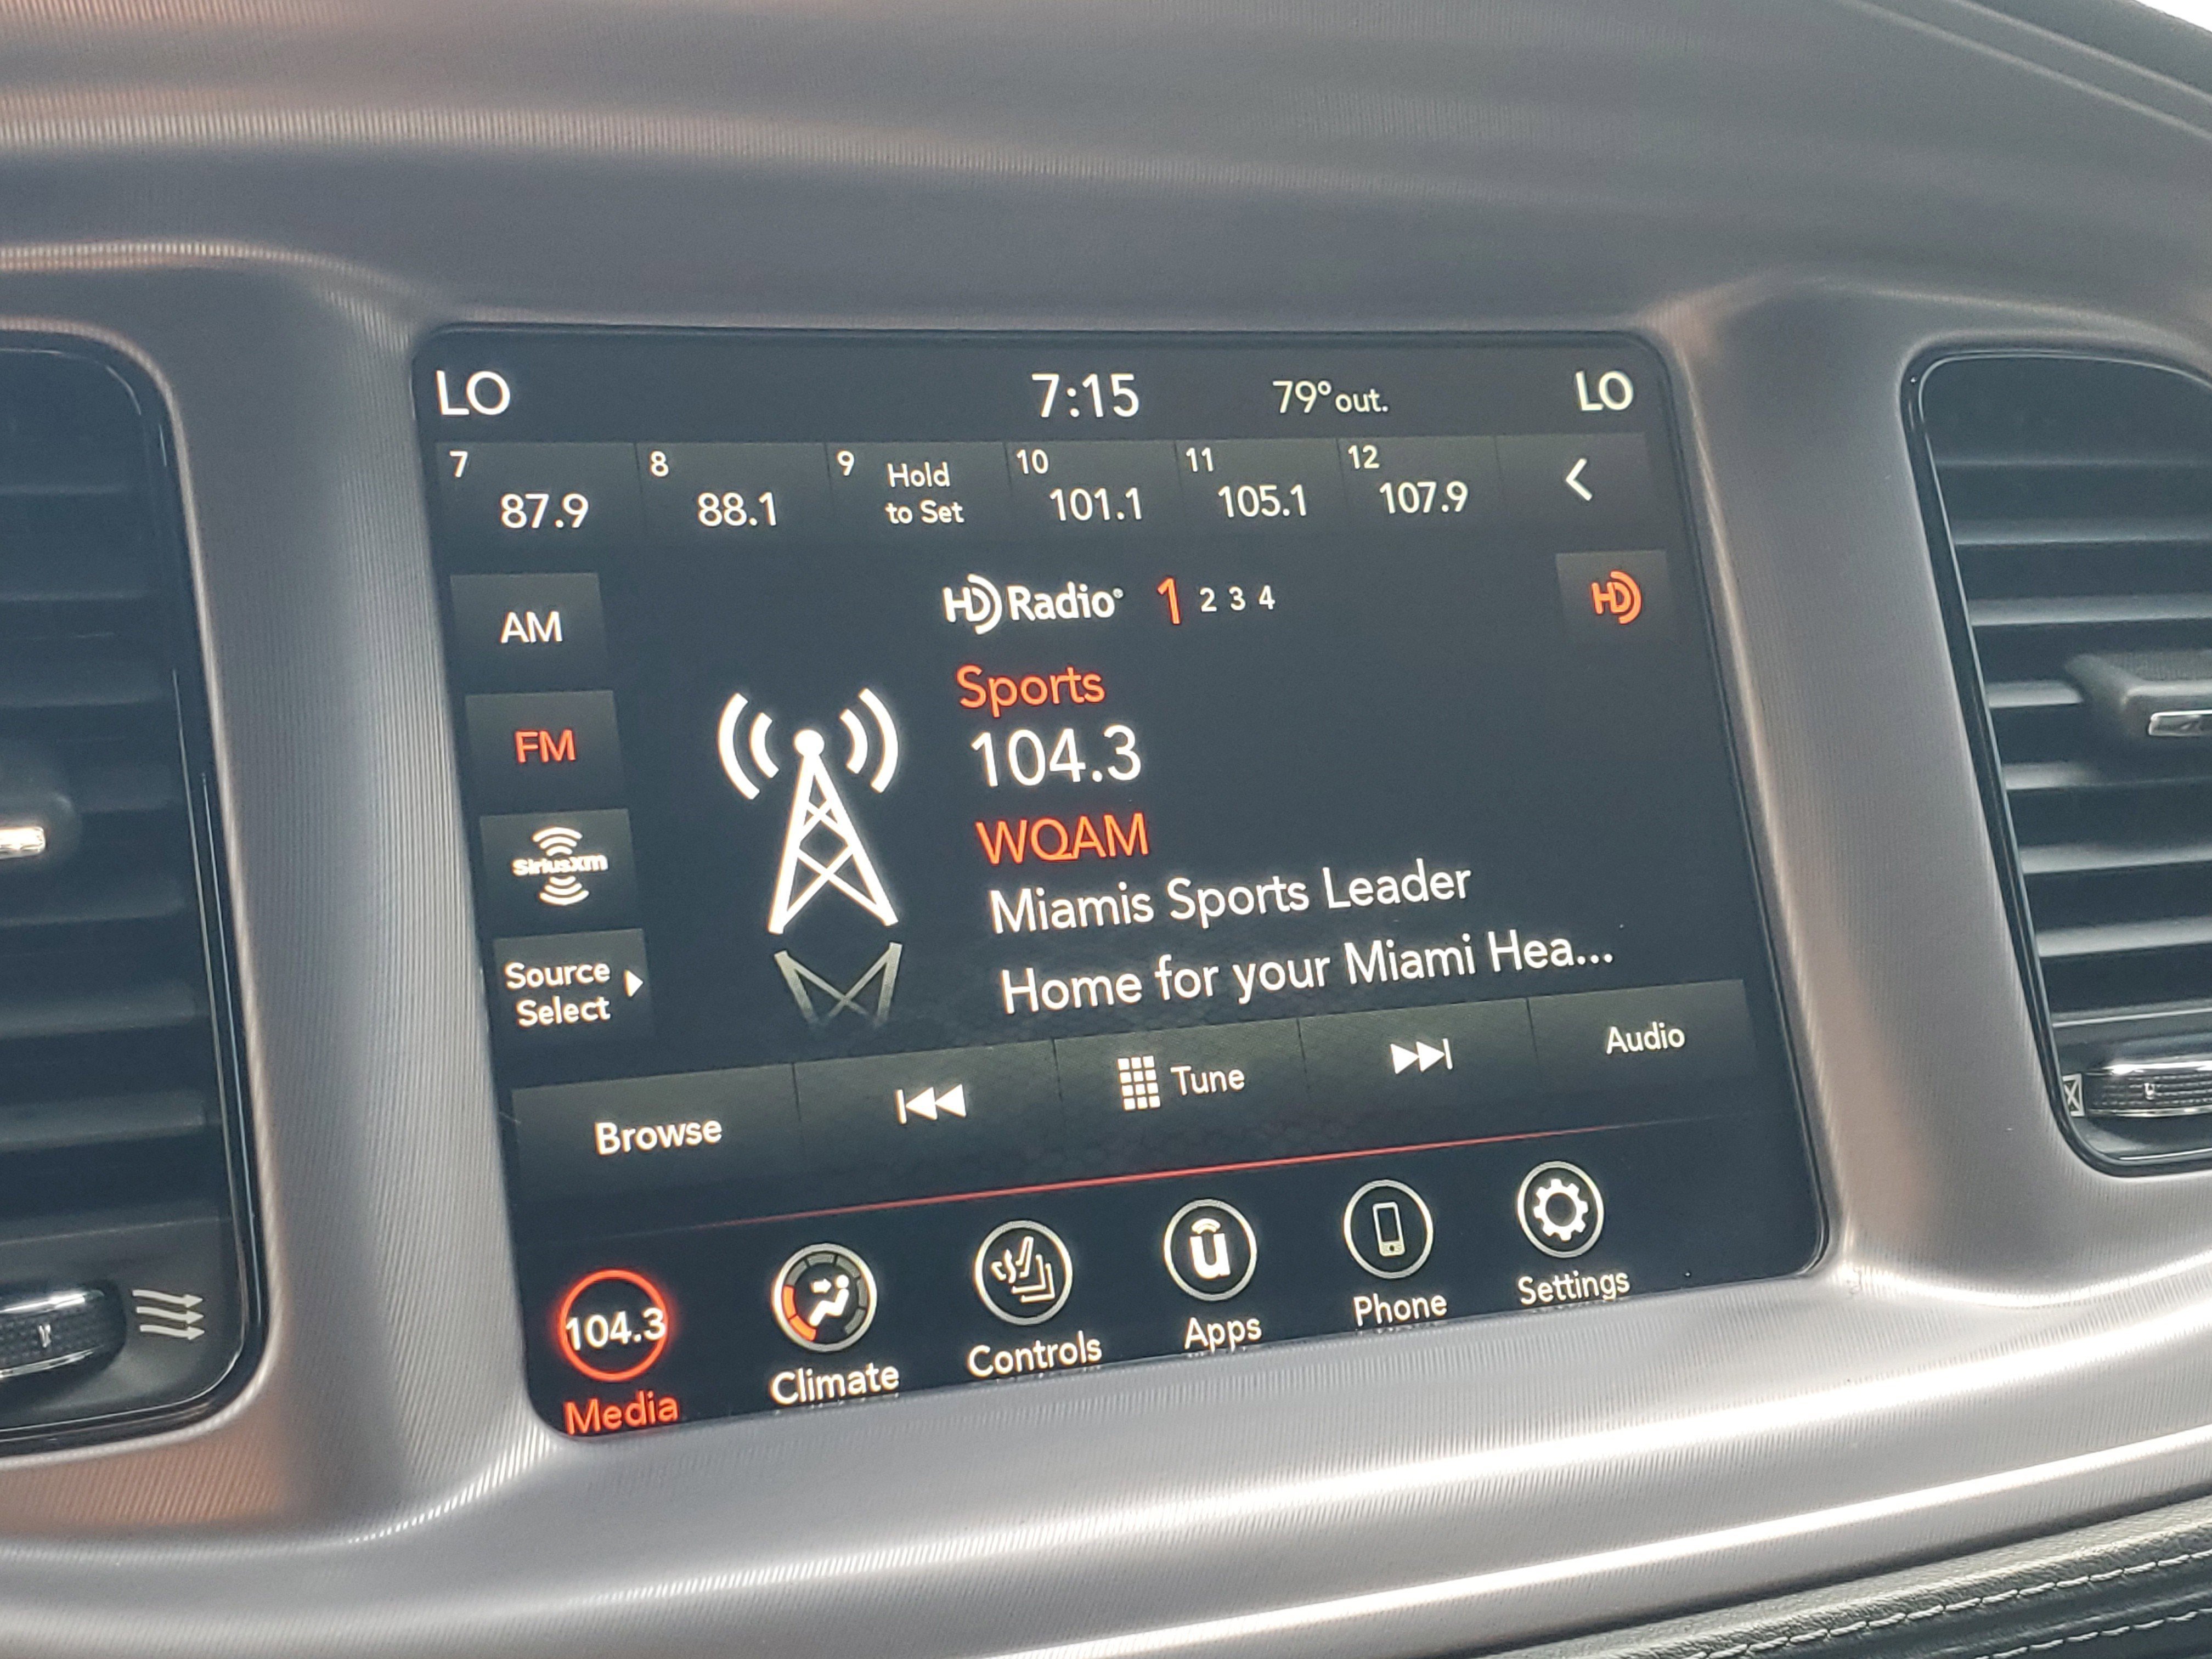 LO 7:15 79°out. LO
7 8 9 Hold 10 11 12
87.9 88.1 to Set 101.1 105.1 107.9
HD Radio® 1 2 3 4 HD
AM
Sports
FM 104.3
WQAM
SiriusXM
Miamis Sports Leader
Source
Select
Home for your Miami Hea...
Browse Tune Audio
104.3 u
Media Climate Controls Apps Phone Settings